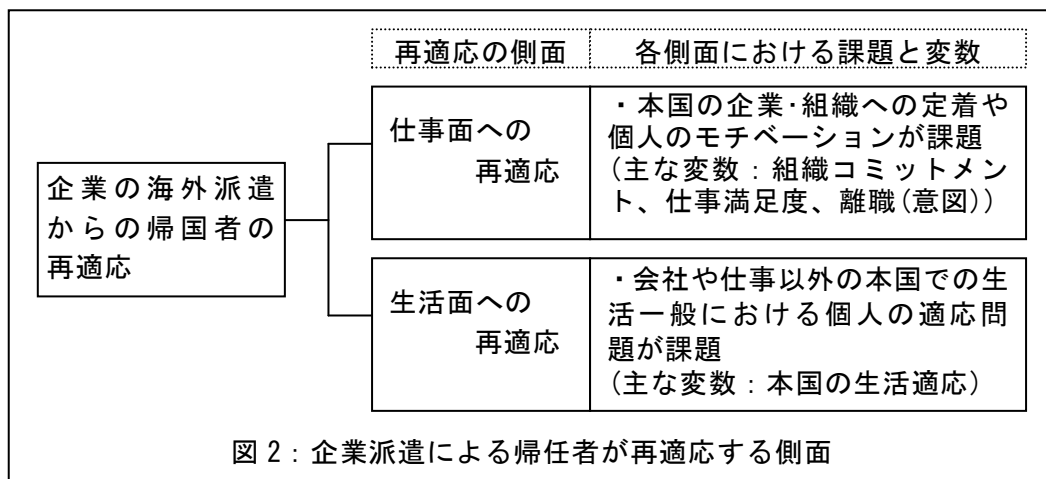 再適応の側面
各側面における課題と変数
企業の海外派遣
からの帰国者の
再適応
仕事面への
再適応
・本国の企業･組織への定着や
個人のモチベーションが課題
(主な変数：組織コミットメン
ト、仕事満足度、離職(意図))
生活面への
再適応
・会社や仕事以外の本国での生
活一般における個人の適応問
題が課題
(主な変数：本国の生活適応)
図2：企業派遣による帰任者が再適応する側面